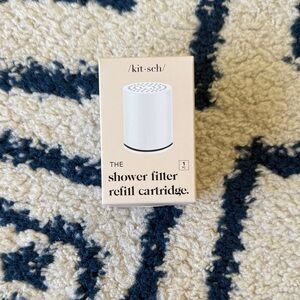 /kit·sch/
THE
shower filter
refill cartridge.
1